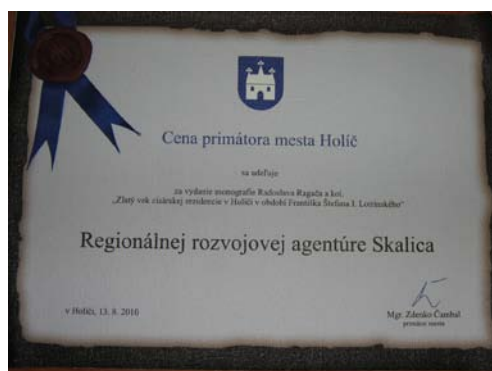 Cena primátora mesta Holíč
sa udeľuje
za vydanie monografie Radoslava Ragača a kol.
„Zlatý vek cisárskej rezidencie v Holíči v období Františka Štefana I. Lotrinského"
Regionálnej rozvojovej agentúre Skalica
v Holíči, 13. 8. 2010
Mgr. Zdenko Čambal
primátor mesta